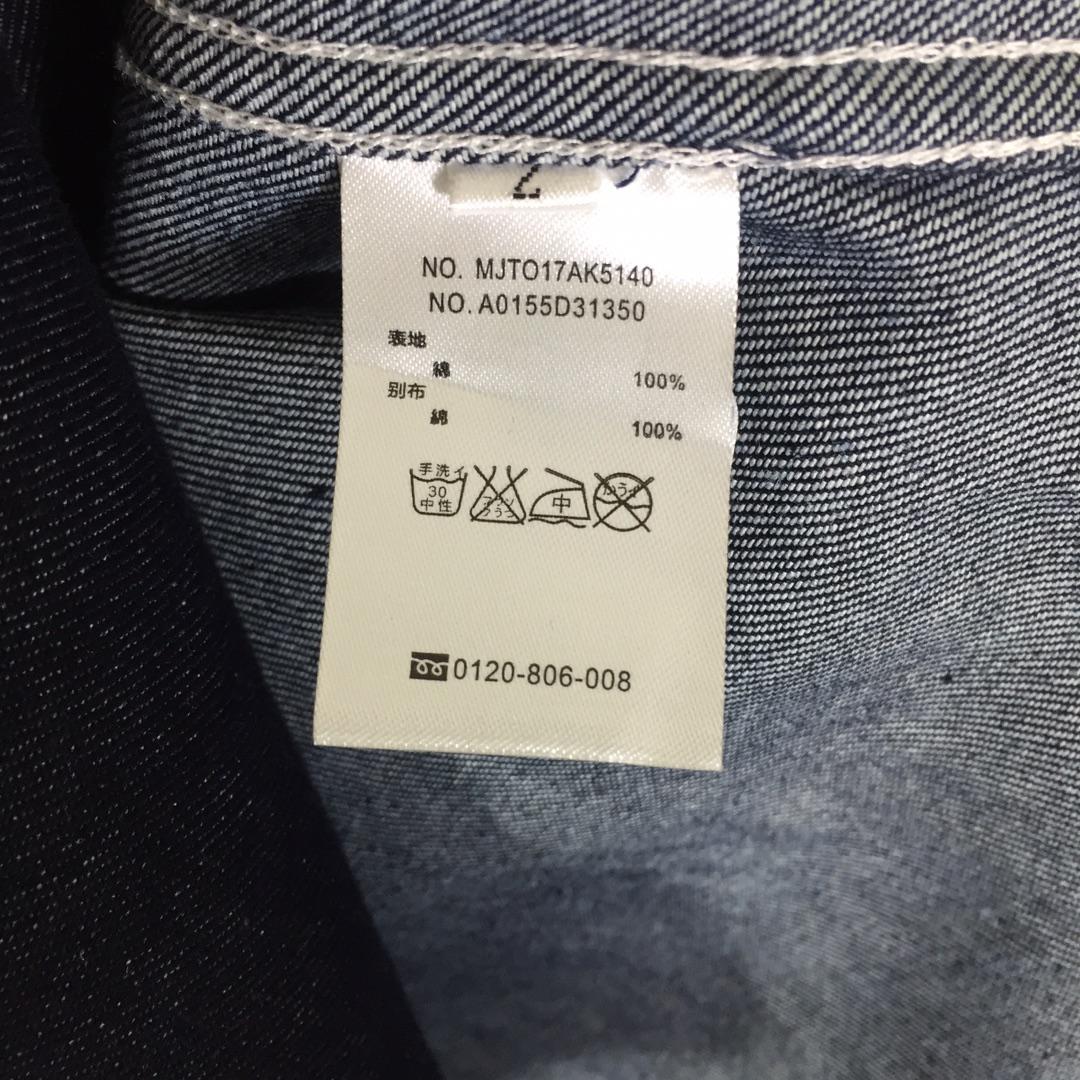 NO. MJTO17AK5140
NO. A0155D31350
表地
綿 100%
別布
綿 100%
手洗イ
30
中性
中
0120-806-008